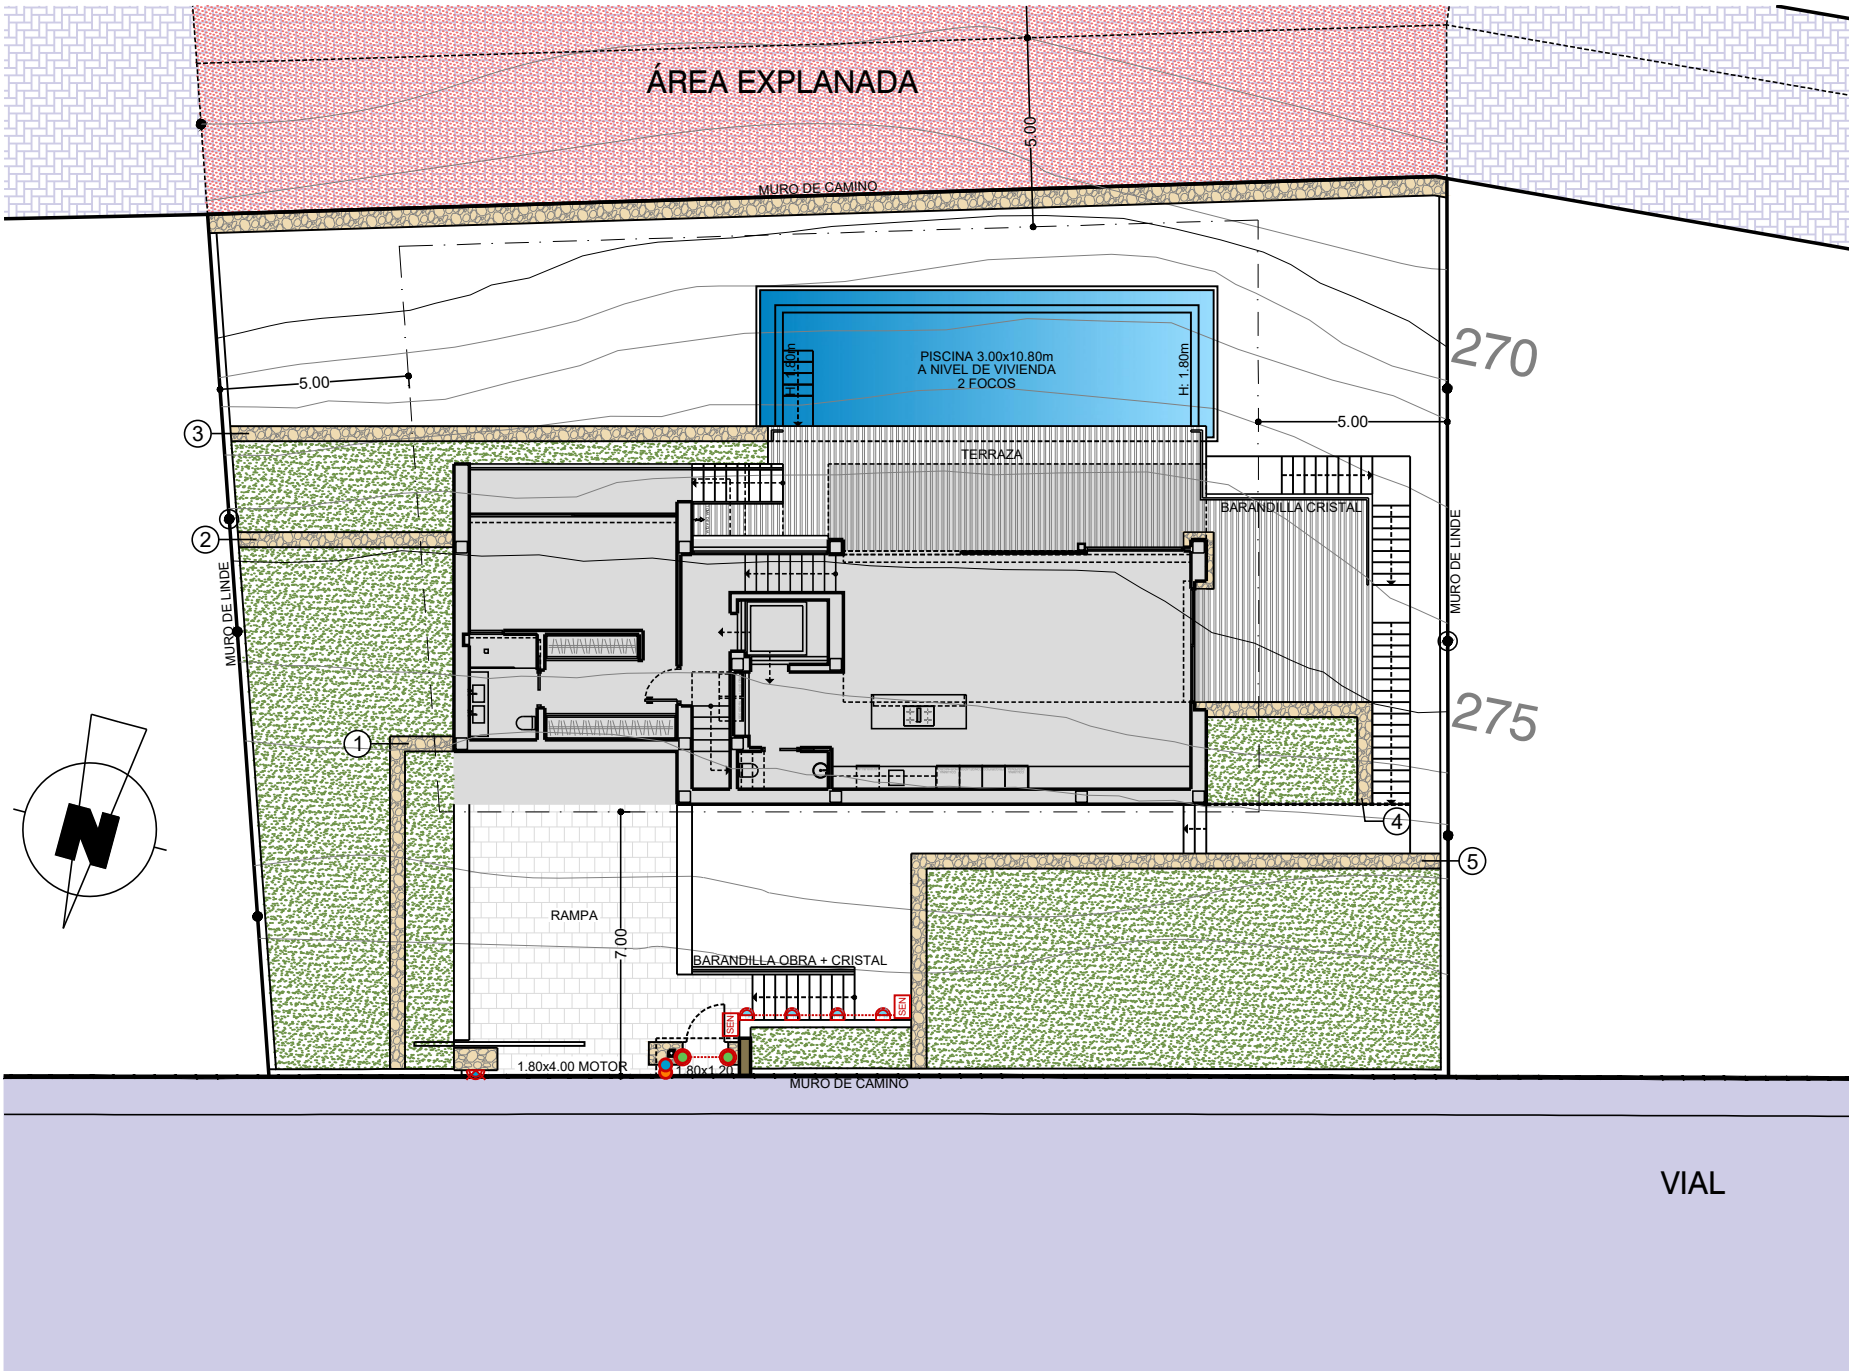 ÁREA EXPLANADA
5.00
MURO DE CAMINO
270
H: 1.80m
PISCINA 3.00x10.80m
A NIVEL DE VIVIENDA
2 FOCOS
H: 1.80m
5.00
5.00
3
TERRAZA
BARANDILLA CRISTAL
2
MURO DE LINDE
MURO DE LINDE
275
1
N
4
5
RAMPA
7.00
BARANDILLA OBRA + CRISTAL
SEN
SEN
1.80x4.00 MOTOR
1.80x1.20
MURO DE CAMINO
VIAL